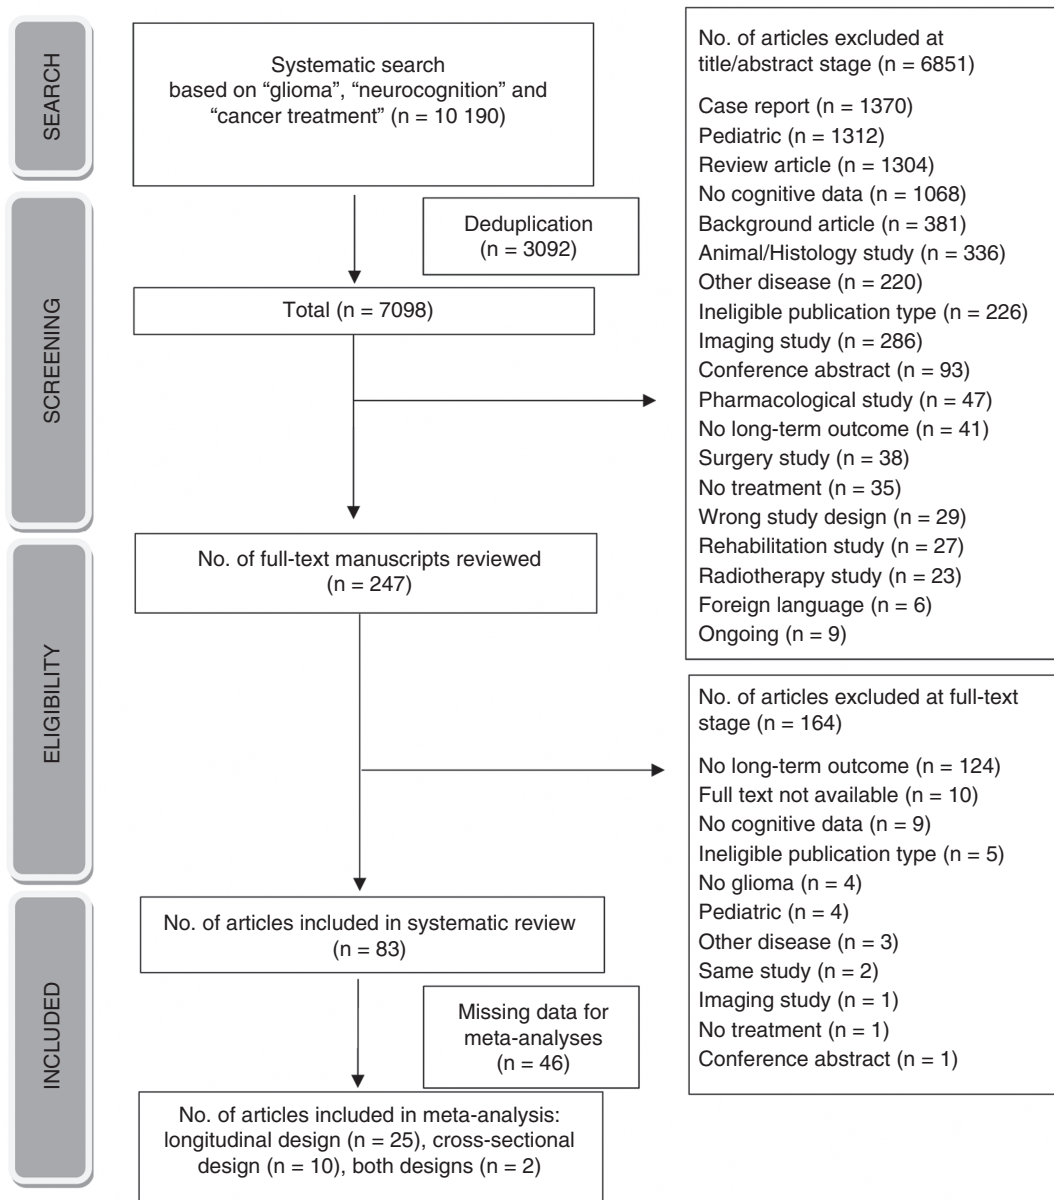 SEARCH
Systematic search
based on “glioma”, “neurocognition” and
“cancer treatment” (n = 10 190)
Deduplication
(n = 3092)
SCREENING
Total (n = 7098)
No. of articles excluded at
title/abstract stage (n = 6851)
Case report (n = 1370)
Pediatric (n = 1312)
Review article (n = 1304)
No cognitive data (n = 1068)
Background article (n = 381)
Animal/Histology study (n = 336)
Other disease (n = 220)
Ineligible publication type (n = 226)
Imaging study (n = 286)
Conference abstract (n = 93)
Pharmacological study (n = 47)
No long-term outcome (n = 41)
Surgery study (n = 38)
No treatment (n = 35)
Wrong study design (n = 29)
Rehabilitation study (n = 27)
Radiotherapy study (n = 23)
Foreign language (n = 6)
Ongoing (n = 9)
ELIGIBILITY
No. of full-text manuscripts reviewed
(n = 247)
No. of articles excluded at full-text
stage (n = 164)
No long-term outcome (n = 124)
Full text not available (n = 10)
No cognitive data (n = 9)
Ineligible publication type (n = 5)
No glioma (n = 4)
Pediatric (n = 4)
Other disease (n = 3)
Same study (n = 2)
Imaging study (n = 1)
No treatment (n = 1)
Conference abstract (n = 1)
INCLUDED
No. of articles included in systematic review
(n = 83)
Missing data for
meta-analyses
(n = 46)
No. of articles included in meta-analysis:
longitudinal design (n = 25), cross-sectional
design (n = 10), both designs (n = 2)